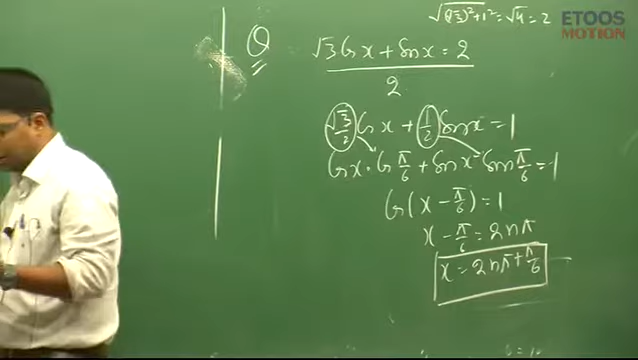 √(√3)²+1² = √4 = 2
ETOOS
MOTION
Q
√3 Cos x + Sin x = 2
2
√3/2 Cos x + 1/2 Sin x = 1
Cos x · Cos π/6 + Sin x · Sin π/6 = 1
Cos(x − π/6) = 1
x − π/6 = 2nπ
x = 2nπ + π/6